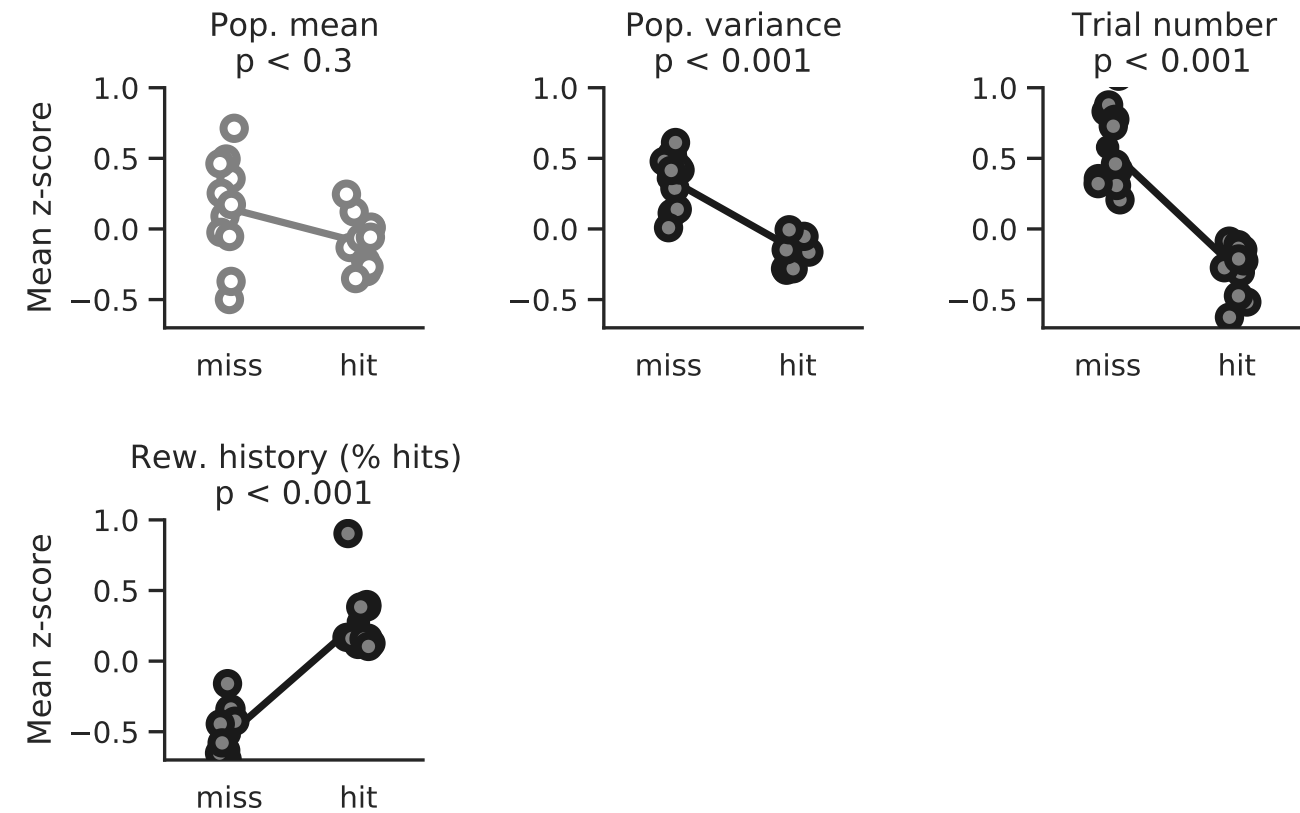 Pop. mean
p < 0.3
Pop. variance
p < 0.001
Trial number
p < 0.001
Mean z-score
1.0
0.5
0.0
−0.5
miss hit
1.0
0.5
0.0
−0.5
miss hit
1.0
0.5
0.0
−0.5
miss hit
Rew. history (% hits)
p < 0.001
Mean z-score
1.0
0.5
0.0
−0.5
miss hit